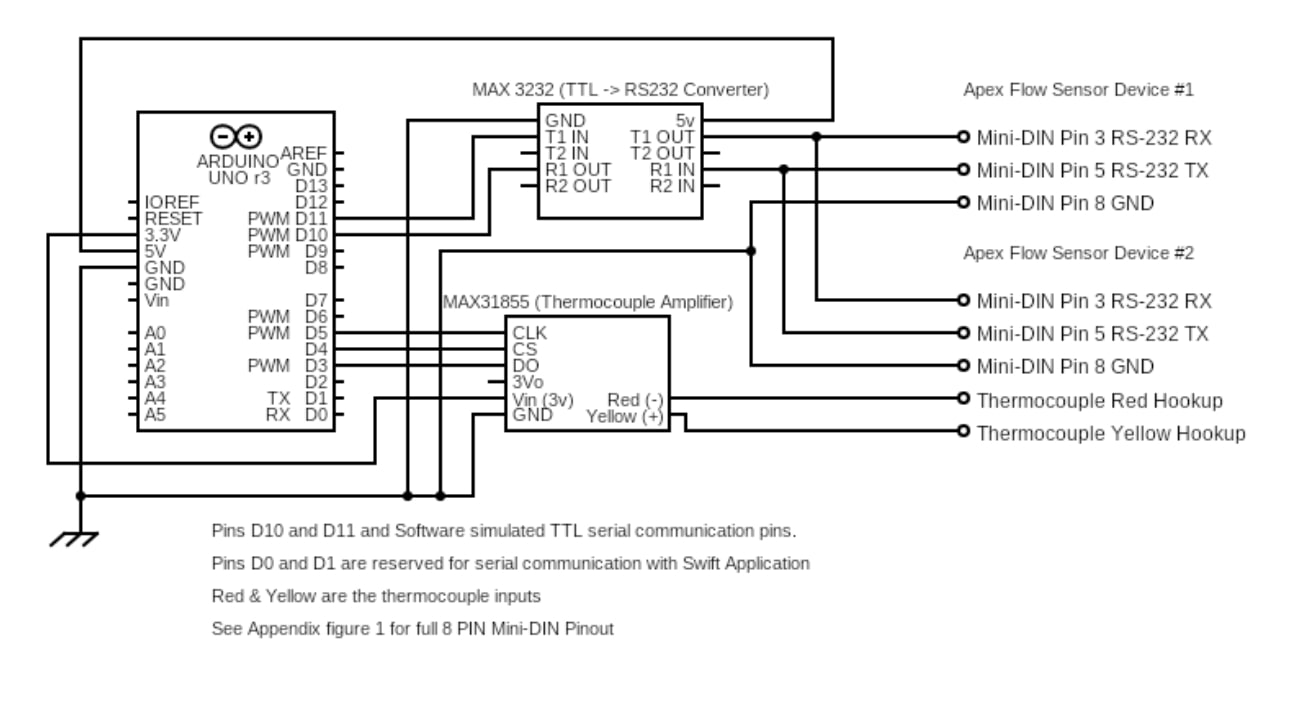 MAX 3232 (TTL -> RS232 Converter)
GND 5v
T1 IN T1 OUT
T2 IN T2 OUT
R1 OUT R1 IN
R2 OUT R2 IN
ARDUINO
UNO r3
AREF
GND
D13
IOREF D12
RESET PWM D11
3.3V PWM D10
5V PWM D9
GND D8
GND
Vin D7
PWM D6
A0 PWM D5
A1 D4
A2 PWM D3
A3 D2
A4 TX D1
A5 RX D0
MAX31855 (Thermocouple Amplifier)
CLK
CS
DO
3Vo
Vin (3v) Red (-)
GND Yellow (+)
Apex Flow Sensor Device #1
Mini-DIN Pin 3 RS-232 RX
Mini-DIN Pin 5 RS-232 TX
Mini-DIN Pin 8 GND
Apex Flow Sensor Device #2
Mini-DIN Pin 3 RS-232 RX
Mini-DIN Pin 5 RS-232 TX
Mini-DIN Pin 8 GND
Thermocouple Red Hookup
Thermocouple Yellow Hookup
Pins D10 and D11 and Software simulated TTL serial communication pins.
Pins D0 and D1 are reserved for serial communication with Swift Application
Red & Yellow are the thermocouple inputs
See Appendix figure 1 for full 8 PIN Mini-DIN Pinout